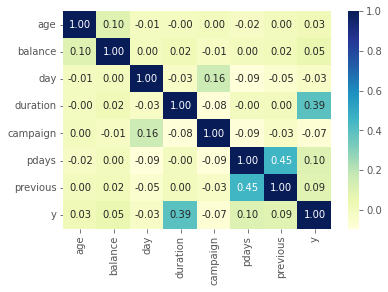 1.0
age 1.00 0.10 -0.01 -0.00 0.00 -0.02 0.00 0.03
balance 0.10 1.00 0.00 0.02 -0.01 0.00 0.02 0.05
0.8
day -0.01 0.00 1.00 -0.03 0.16 -0.09 -0.05 -0.03
duration -0.00 0.02 -0.03 1.00 -0.08 -0.00 0.00 0.39
0.6
campaign 0.00 -0.01 0.16 -0.08 1.00 -0.09 -0.03 -0.07
0.4
pdays -0.02 0.00 -0.09 -0.00 -0.09 1.00 0.45 0.10
previous 0.00 0.02 -0.05 0.00 -0.03 0.45 1.00 0.09
0.2
y 0.03 0.05 -0.03 0.39 -0.07 0.10 0.09 1.00
0.0
age balance day duration campaign pdays previous y